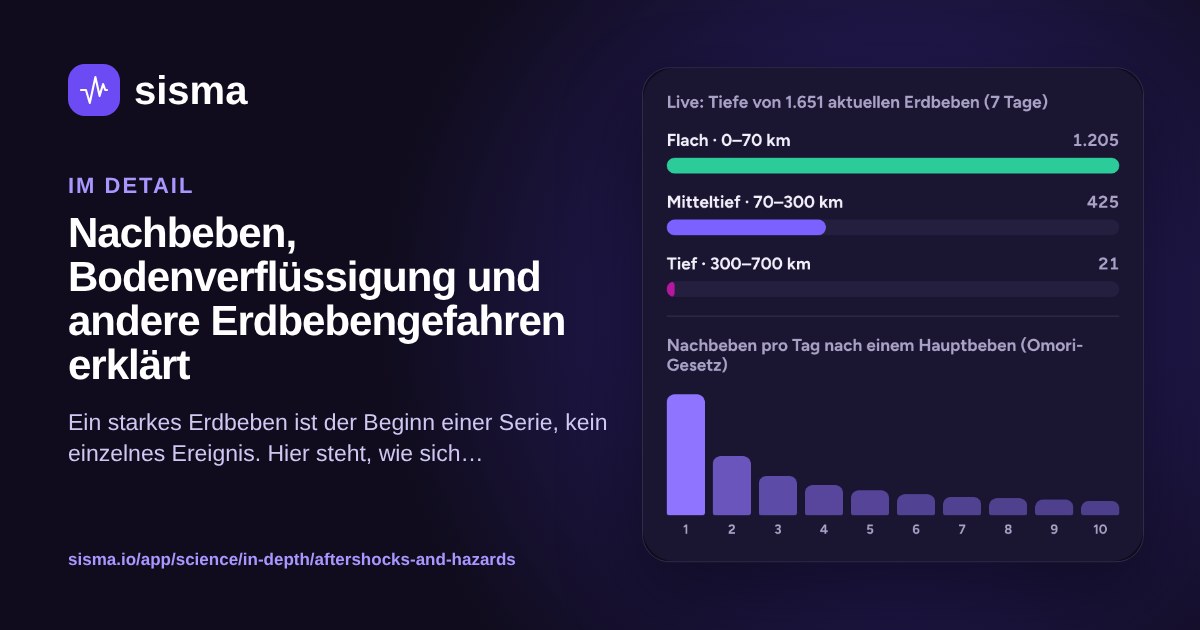 sisma
IM DETAIL
Nachbeben,
Bodenverflüssigung und
andere Erdbebengefahren
erklärt
Ein starkes Erdbeben ist der Beginn einer Serie, kein
einzelnes Ereignis. Hier steht, wie sich…
sisma.io/app/science/in-depth/aftershocks-and-hazards
Live: Tiefe von 1.651 aktuellen Erdbeben (7 Tage)
Flach · 0–70 km 1.205
Mitteltief · 70–300 km 425
Tief · 300–700 km 21
Nachbeben pro Tag nach einem Hauptbeben (Omori-
Gesetz)
1 2 3 4 5 6 7 8 9 10